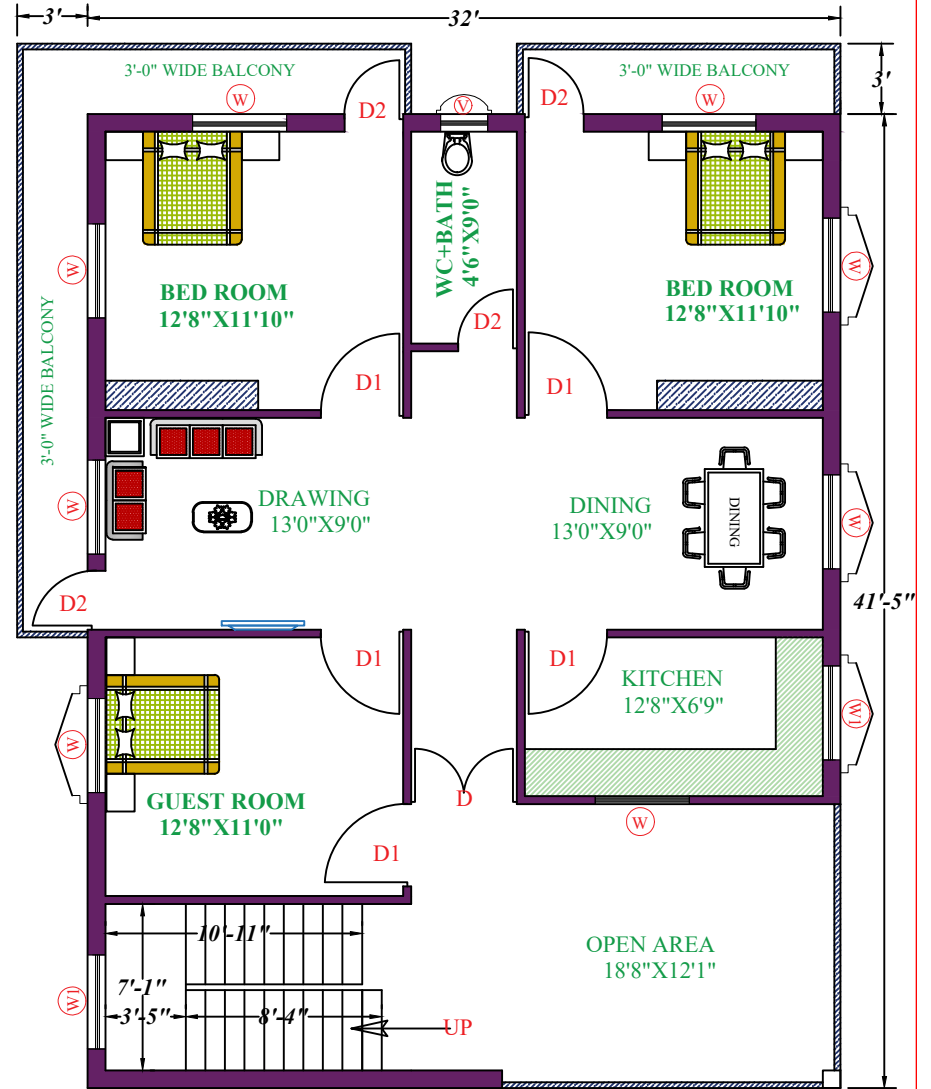 3'
32'
3'-0" WIDE BALCONY
3'-0" WIDE BALCONY
3'
W
D2
V
D2
W
WC+BATH
4'6"X9'0"
W
BED ROOM
12'8"X11'10"
BED ROOM
12'8"X11'10"
W
D2
3'-0" WIDE BALCONY
D1
D1
W
DRAWING
13'0"X9'0"
DINING
13'0"X9'0"
DINING
W
D2
41'-5"
D1
D1
KITCHEN
12'8"X6'9"
W
W1
GUEST ROOM
12'8"X11'0"
D
W
D1
10'-11"
OPEN AREA
18'8"X12'1"
W1
7'-1"
3'-5"
8'-4"
UP